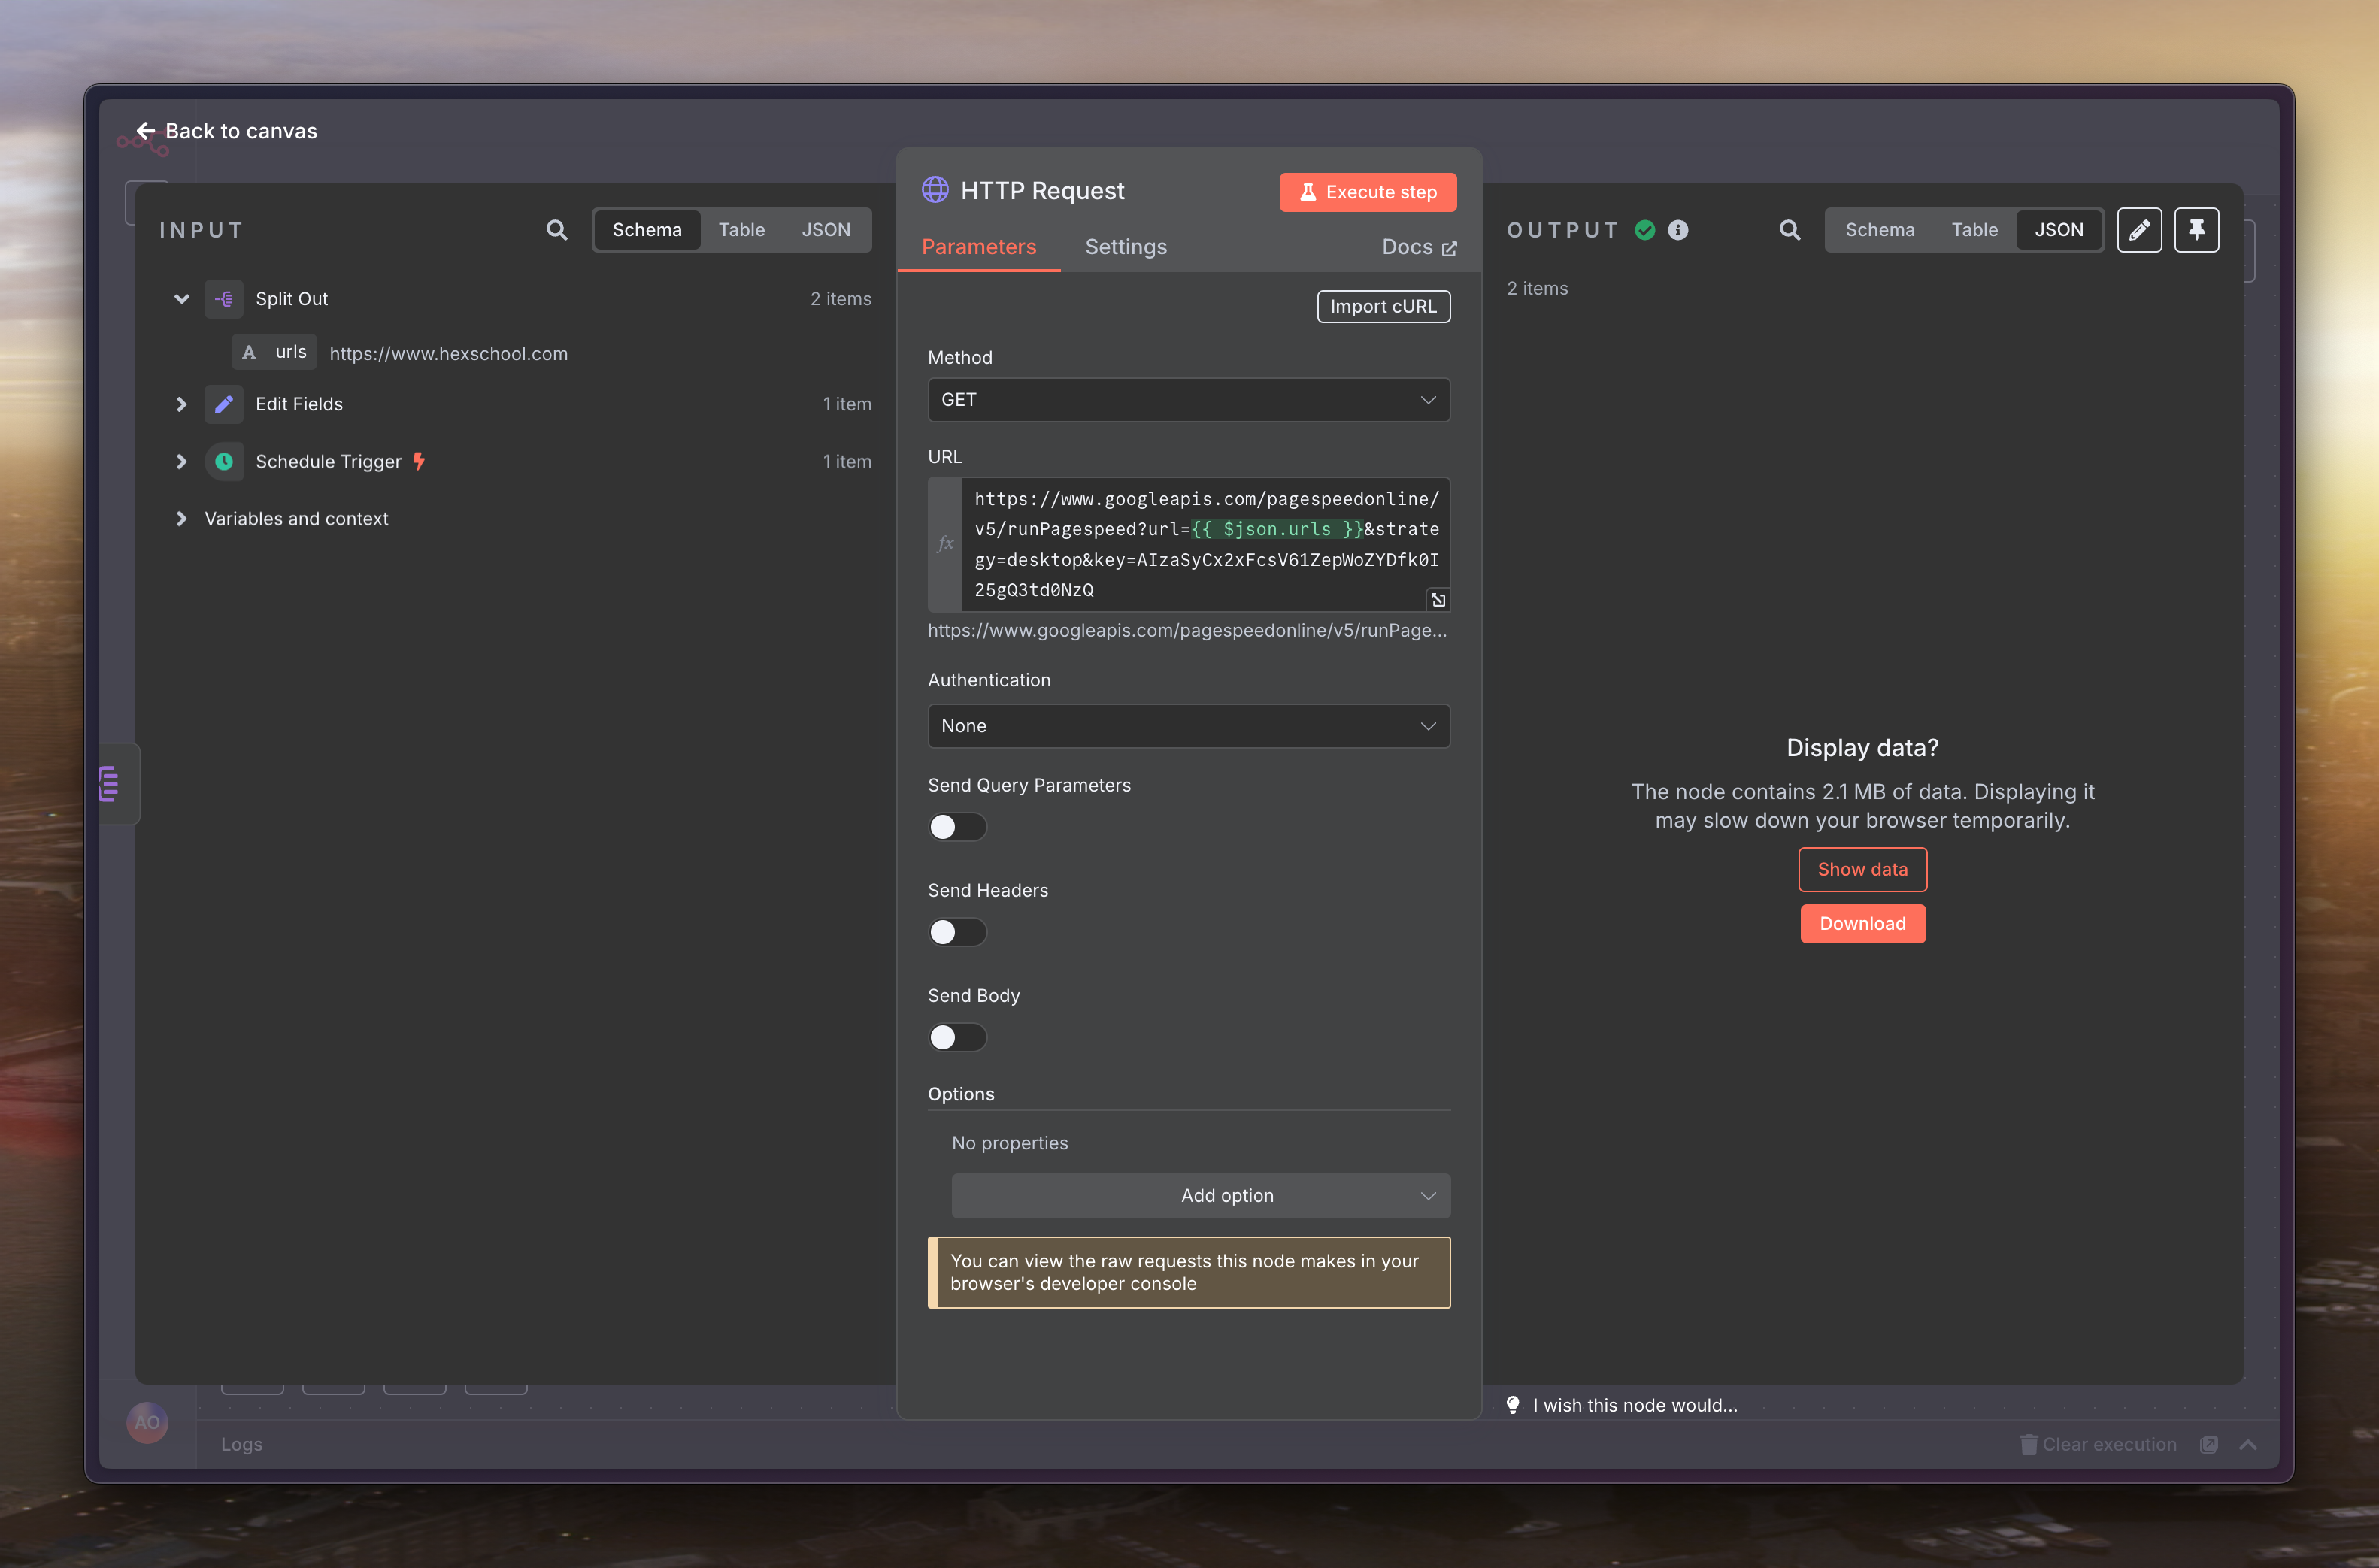 Back to canvas
INPUT
Schema
Table
JSON
Split Out
2 items
A urls https://www.hexschool.com
Edit Fields
1 item
Schedule Trigger
1 item
Variables and context
HTTP Request
Execute step
Parameters
Settings
Docs
Import cURL
Method
GET
URL
fx
https://www.googleapis.com/pagespeedonline/
v5/runPagespeed?url={{ $json.urls }}&strate
gy=desktop&key=AIzaSyCx2xFcsV61ZepWoZYDfk0I
25gQ3td0NzQ
https://www.googleapis.com/pagespeedonline/v5/runPage...
Authentication
None
Send Query Parameters
Send Headers
Send Body
Options
No properties
Add option
You can view the raw requests this node makes in your
browser's developer console
OUTPUT
Schema
Table
JSON
2 items
Display data?
The node contains 2.1 MB of data. Displaying it
may slow down your browser temporarily.
Show data
Download
I wish this node would...
AO
Logs
Clear execution